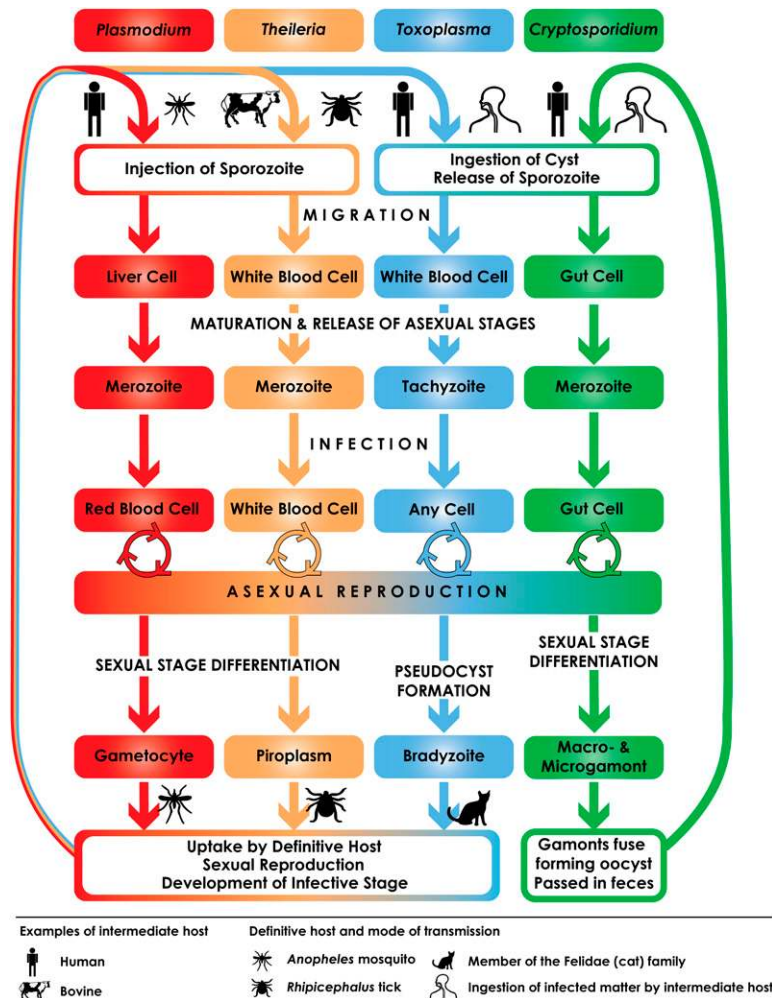 Plasmodium
Theileria
Toxoplasma
Cryptosporidium
Injection of Sporozoite
Ingestion of Cyst
Release of Sporozoite
MIGRATION
Liver Cell
White Blood Cell
White Blood Cell
Gut Cell
MATURATION & RELEASE OF ASEXUAL STAGES
Merozoite
Merozoite
Tachyzoite
Merozoite
INFECTION
Red Blood Cell
White Blood Cell
Any Cell
Gut Cell
ASEXUAL REPRODUCTION
SEXUAL STAGE DIFFERENTIATION
PSEUDOCYST
FORMATION
SEXUAL STAGE
DIFFERENTIATION
Gametocyte
Piroplasm
Bradyzoite
Macro- &
Microgamont
Uptake by Definitive Host
Sexual Reproduction
Development of Infective Stage
Gamonts fuse
forming oocyst
Passed in feces
Examples of intermediate host
Human
Bovine
Definitive host and mode of transmission
Anopheles mosquito
Rhipicephalus tick
Member of the Felidae (cat) family
Ingestion of infected matter by intermediate host